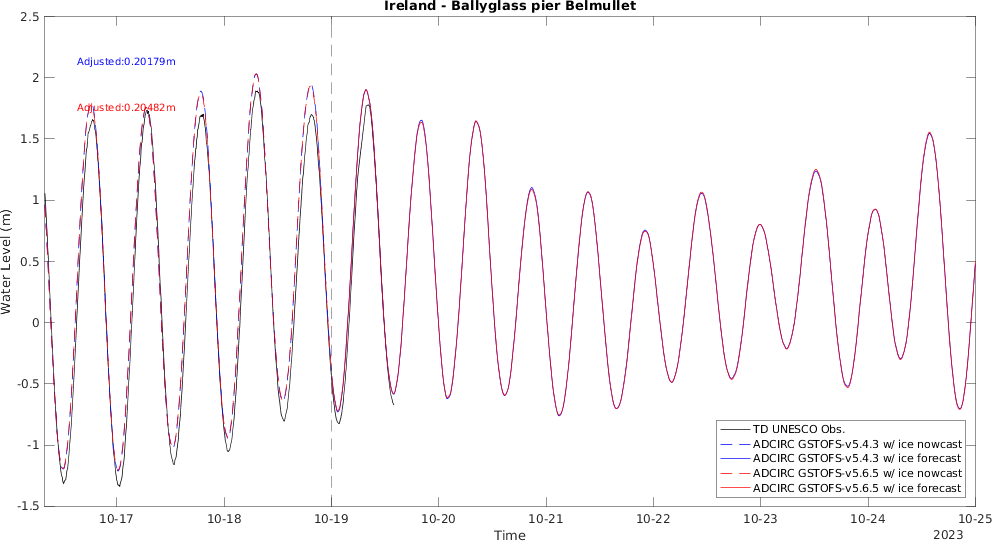 Ireland - Ballyglass pier Belmullet
2.5
2
1.5
1
0.5
0
-0.5
-1
-1.5
Water Level (m)
Adjusted:0.20179m
Adjusted:0.20482m
TD UNESCO Obs.
ADCIRC GSTOFS-v5.4.3 w/ ice nowcast
ADCIRC GSTOFS-v5.4.3 w/ ice forecast
ADCIRC GSTOFS-v5.6.5 w/ ice nowcast
ADCIRC GSTOFS-v5.6.5 w/ ice forecast
10-17 10-18 10-19 10-20 10-21 10-22 10-23 10-24 10-25
Time
2023